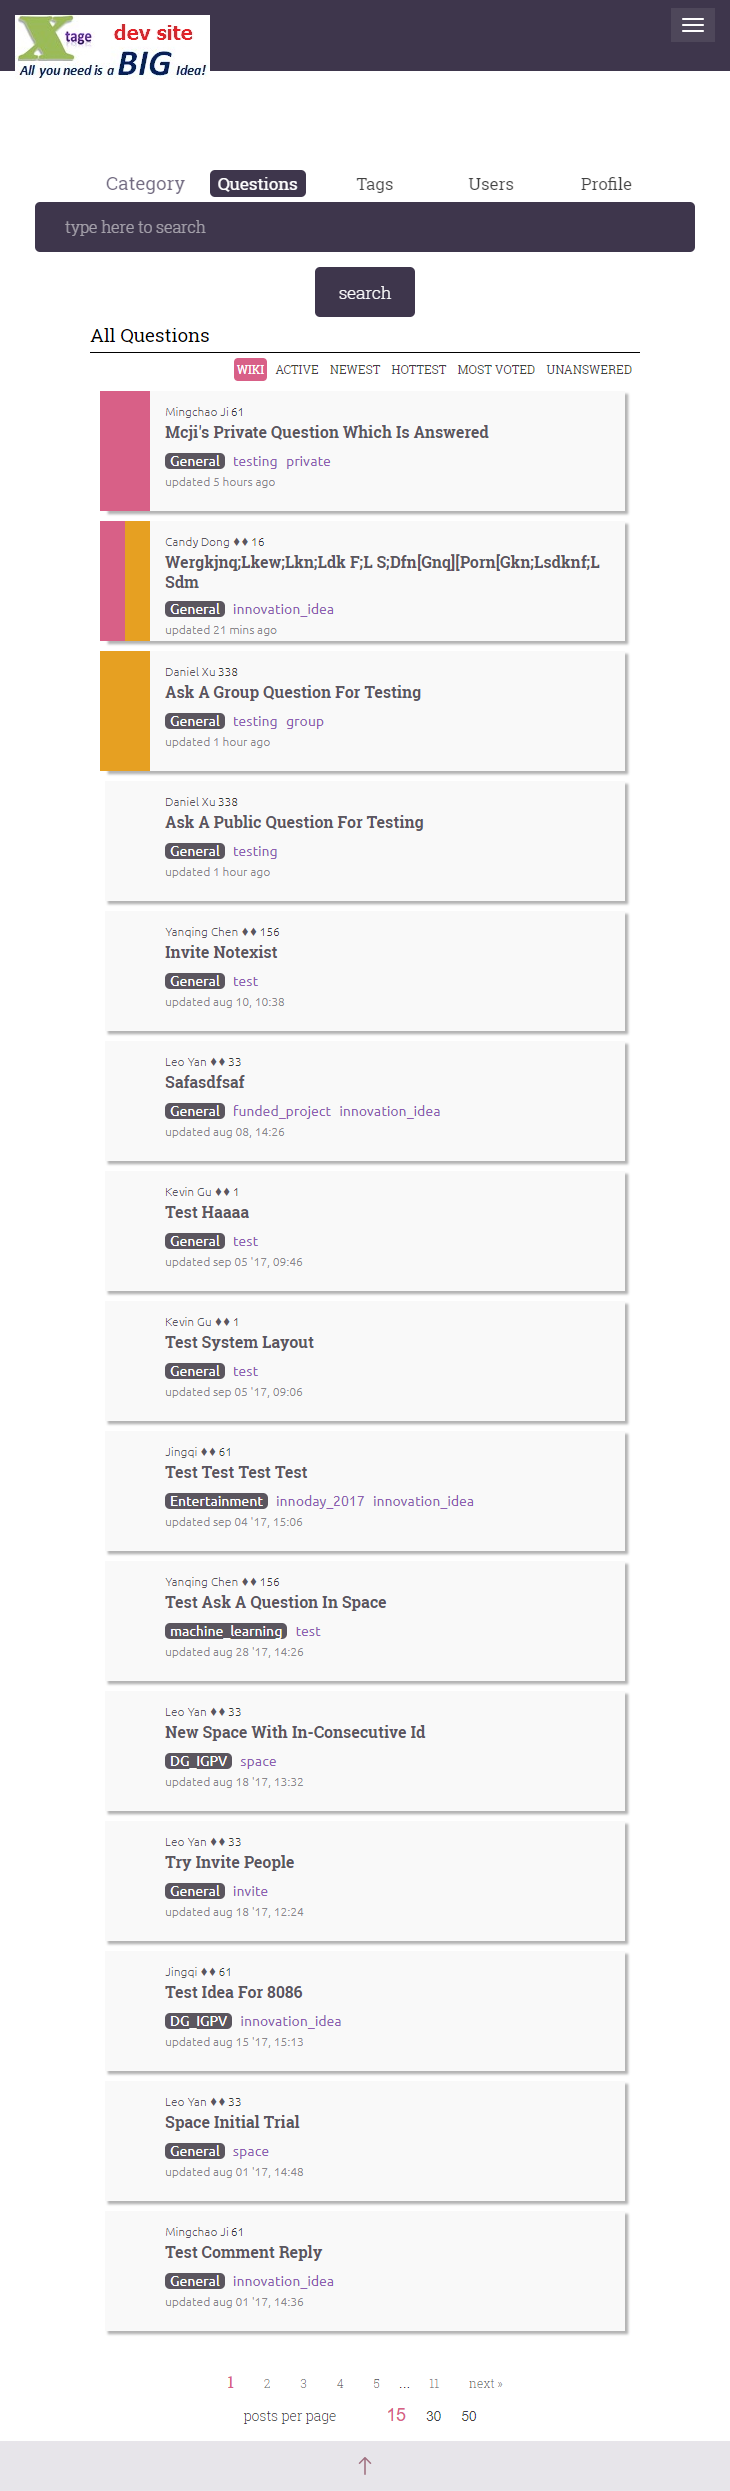 X tage dev site
All you need is a BIG Idea!
Category Questions Tags Users Profile
type here to search
search
All Questions
WIKI ACTIVE NEWEST HOTTEST MOST VOTED UNANSWERED
Mingchao Ji 61
Mcji's Private Question Which Is Answered
General testing private
updated 5 hours ago
Candy Dong ♦♦ 16
Wergkjnq;Lkew;Lkn;Ldk F;L S;Dfn[Gnq][Porn[Gkn;Lsdknf;L
Sdm
General innovation_idea
updated 21 mins ago
Daniel Xu 338
Ask A Group Question For Testing
General testing group
updated 1 hour ago
Daniel Xu 338
Ask A Public Question For Testing
General testing
updated 1 hour ago
Yanqing Chen ♦♦ 156
Invite Notexist
General test
updated aug 10, 10:38
Leo Yan ♦♦ 33
Safasdfsaf
General funded_project innovation_idea
updated aug 08, 14:26
Kevin Gu ♦♦ 1
Test Haaaa
General test
updated sep 05 '17, 09:46
Kevin Gu ♦♦ 1
Test System Layout
General test
updated sep 05 '17, 09:06
Jingqi ♦♦ 61
Test Test Test Test
Entertainment innoday_2017 innovation_idea
updated sep 04 '17, 15:06
Yanqing Chen ♦♦ 156
Test Ask A Question In Space
machine_learning test
updated aug 28 '17, 14:26
Leo Yan ♦♦ 33
New Space With In-Consecutive Id
DG_IGPV space
updated aug 18 '17, 13:32
Leo Yan ♦♦ 33
Try Invite People
General invite
updated aug 18 '17, 12:24
Jingqi ♦♦ 61
Test Idea For 8086
DG_IGPV innovation_idea
updated aug 15 '17, 15:13
Leo Yan ♦♦ 33
Space Initial Trial
General space
updated aug 01 '17, 14:48
Mingchao Ji 61
Test Comment Reply
General innovation_idea
updated aug 01 '17, 14:36
1 2 3 4 5 ... 11 next »
posts per page 15 30 50